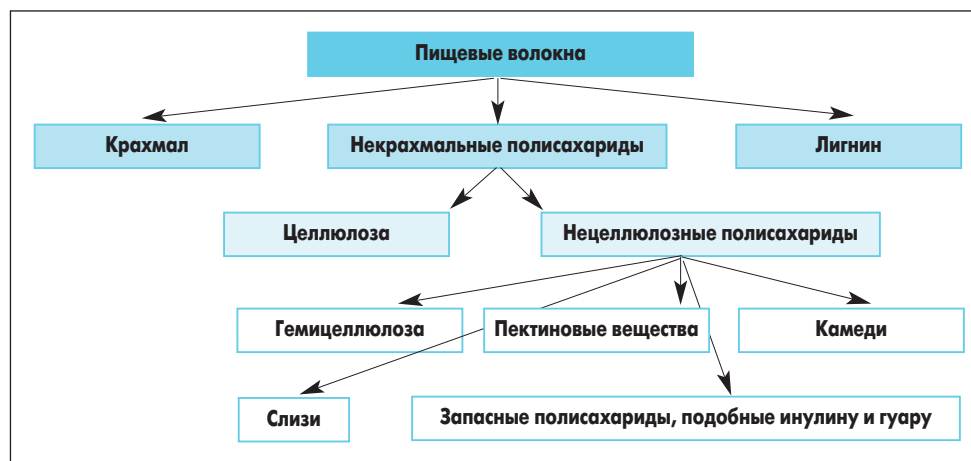 Пищевые волокна
Крахмал
Некрахмальные полисахариды
Лигнин
Целлюлоза
Нецеллюлозные полисахариды
Гемицеллюлоза
Пектиновые вещества
Камеди
Слизи
Запасные полисахариды, подобные инулину и гуару